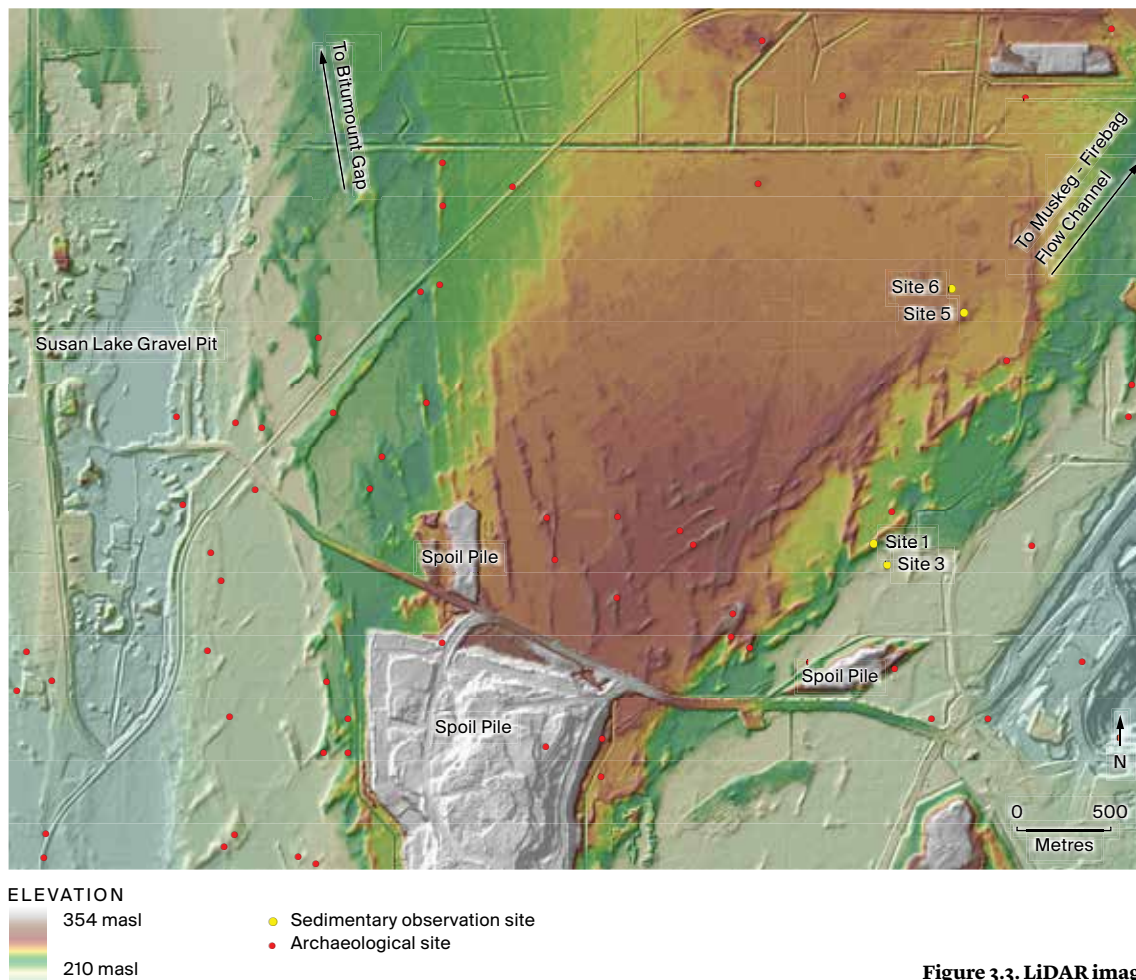 To Bitumount Gap
To Muskeg - Firebag
Flow Channel
Site 6
Site 5
Susan Lake Gravel Pit
Site 1
Spoil Pile
Site 3
Spoil Pile
Spoil Pile
N
0 500
Metres
ELEVATION
354 masl
210 masl
Sedimentary observation site
Archaeological site
Figure 3.3. LiDAR imag